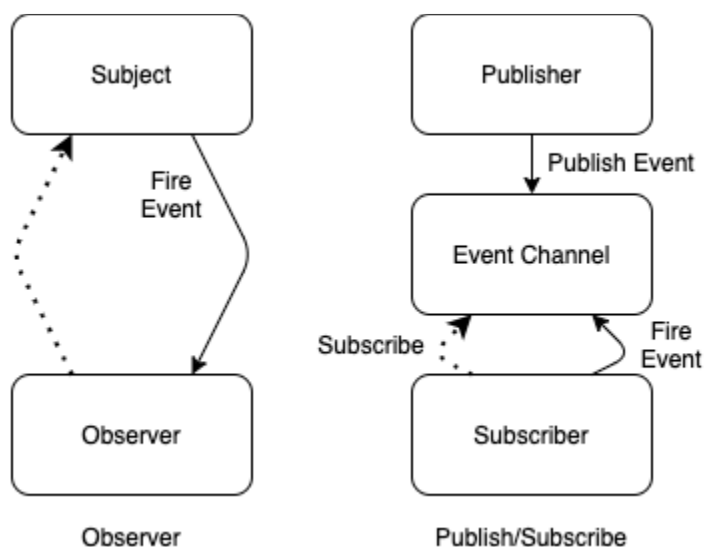 Subject
Publisher
Fire
Event
Publish Event
Event Channel
Subscribe
Fire
Event
Observer
Subscriber
Observer
Publish/Subscribe